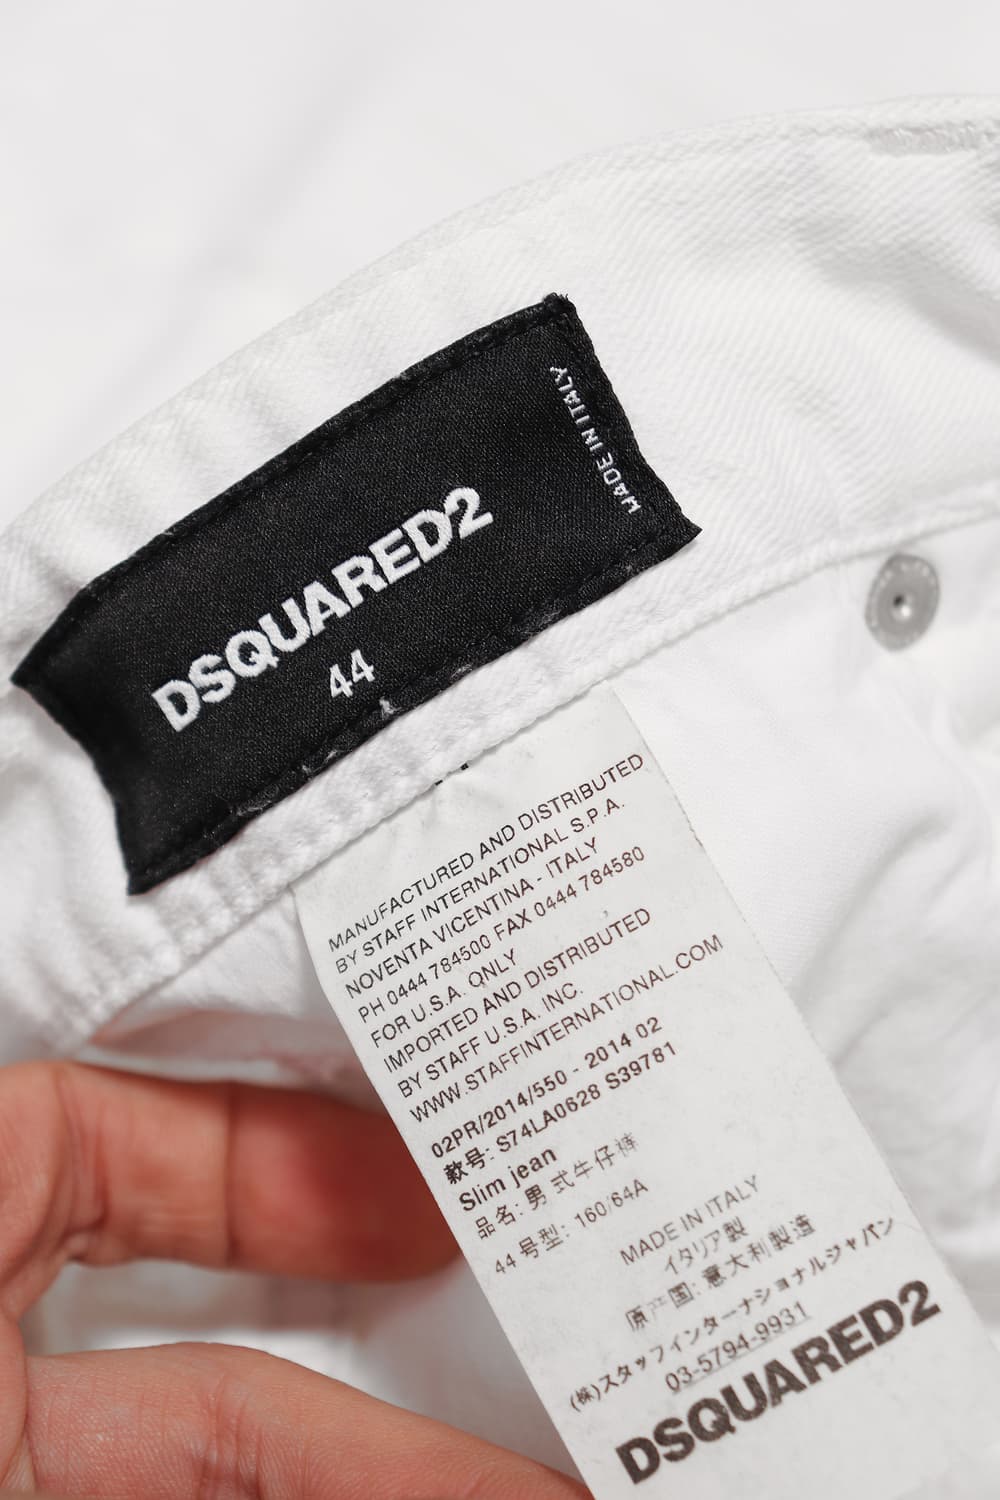 MADE IN ITALY
DSQUARED2
44
MANUFACTURED AND DISTRIBUTED
BY STAFF INTERNATIONAL S.P.A.
NOVENTA VICENTINA - ITALY
PH 0444 784500 FAX 0444 784580
FOR U.S.A. ONLY
IMPORTED AND DISTRIBUTED
BY STAFF U.S.A. INC.
WWW.STAFFINTERNATIONAL.COM
02PR/2014/550 - 2014 02
款号: S74LA0628 S39781
Slim jean
品名: 男式牛仔裤
44 号型: 160/64A
MADE IN ITALY
イタリア製
原产国: 意大利製造
(株)スタッフインターナショナルジャパン
03-5794-9931
DSQUARED2